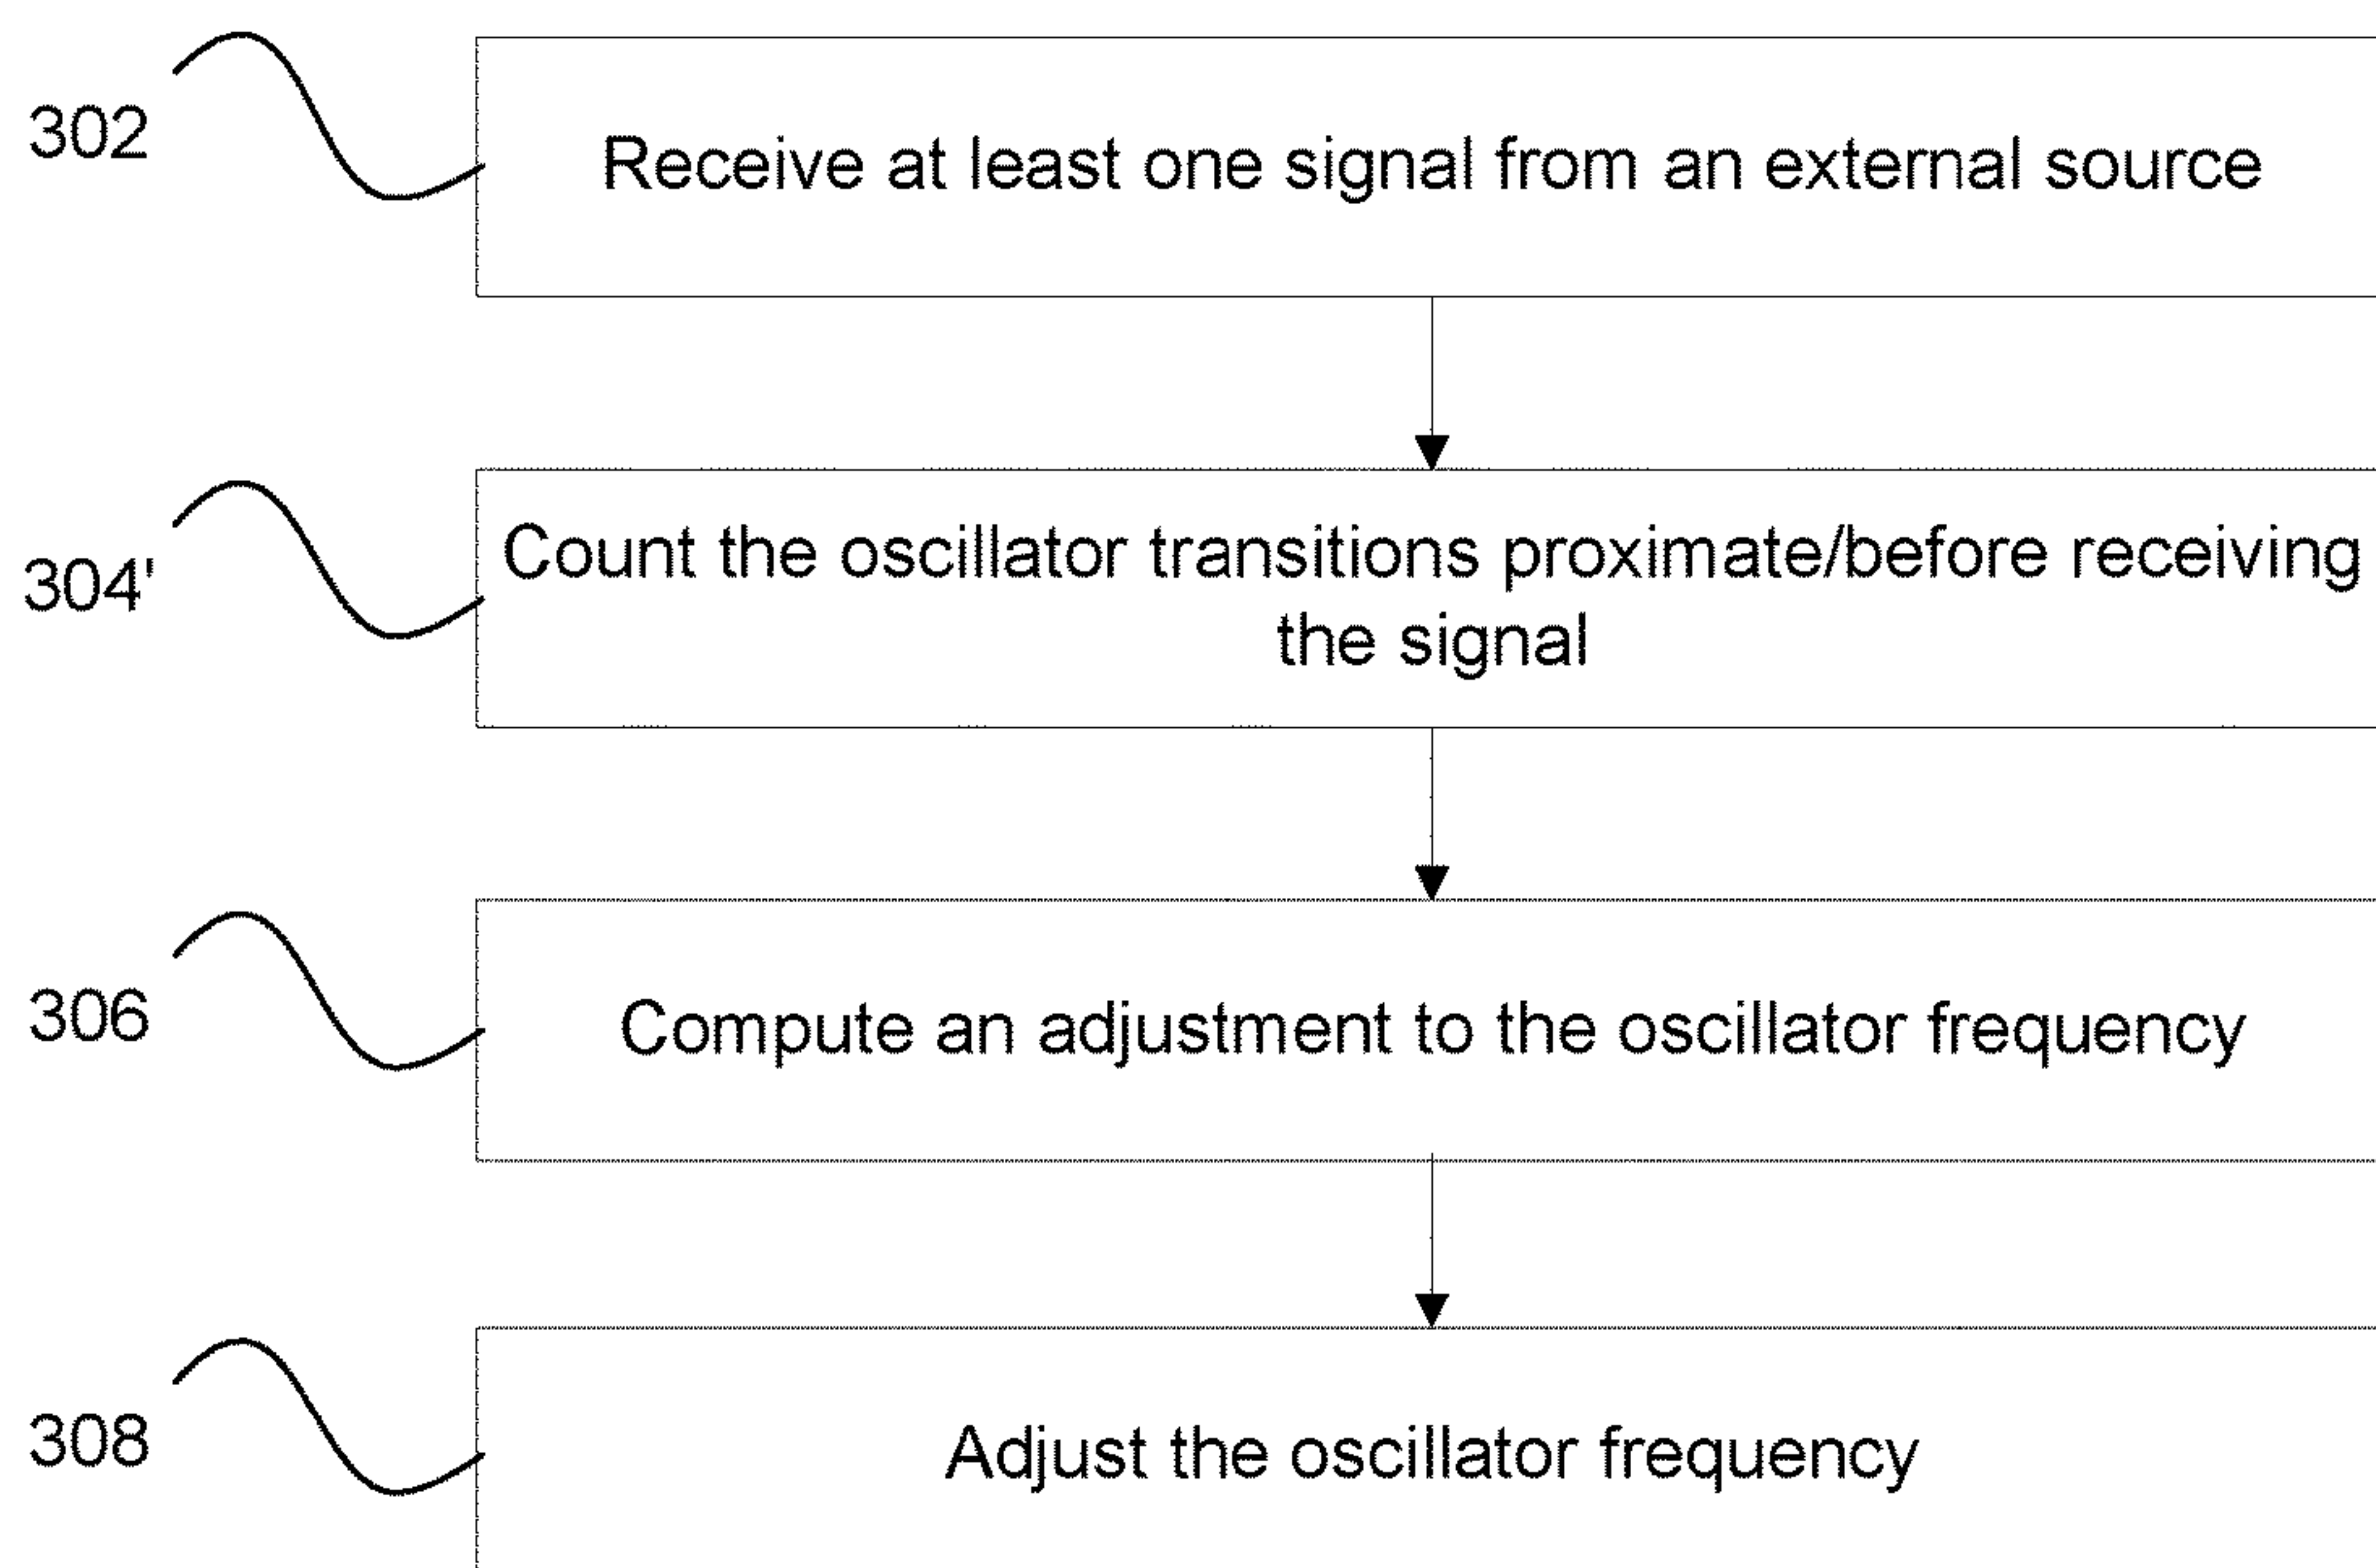 302
Receive at least one signal from an external source
304'
Count the oscillator transitions proximate/before receiving
the signal
306
Compute an adjustment to the oscillator frequency
308
Adjust the oscillator frequency